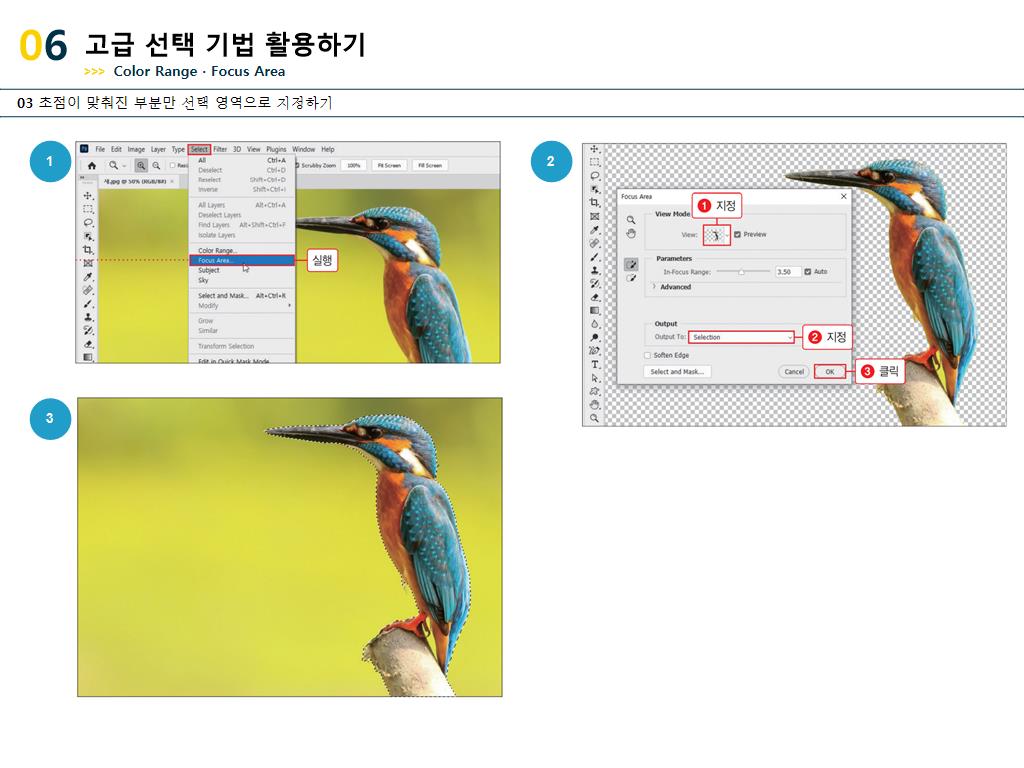 06 고급 선택 기법 활용하기
>>> Color Range · Focus Area
03 초점이 맞춰진 부분만 선택 영역으로 지정하기
1
File Edit Image Layer Type Select Filter 3D View Plugins Window Help
Scrubby Zoom 100% Fit Screen Fill Screen
새.jpg @ 50% (RGB/8#) ×
All Ctrl+A
Deselect Ctrl+D
Reselect Shift+Ctrl+D
Inverse Shift+Ctrl+I
All Layers Alt+Ctrl+A
Deselect Layers
Find Layers Alt+Shift+Ctrl+F
Isolate Layers
Color Range...
Focus Area...
실행
Subject
Sky
Select and Mask... Alt+Ctrl+R
Modify
Grow
Similar
Transform Selection
Edit in Quick Mask Mode
2
Focus Area
1 지정
View Mode
View: Preview
Parameters
In-Focus Range: 3.50 Auto
Advanced
Output
Output To: Selection
2 지정
Soften Edge
Select and Mask... Cancel OK
3 클릭
3